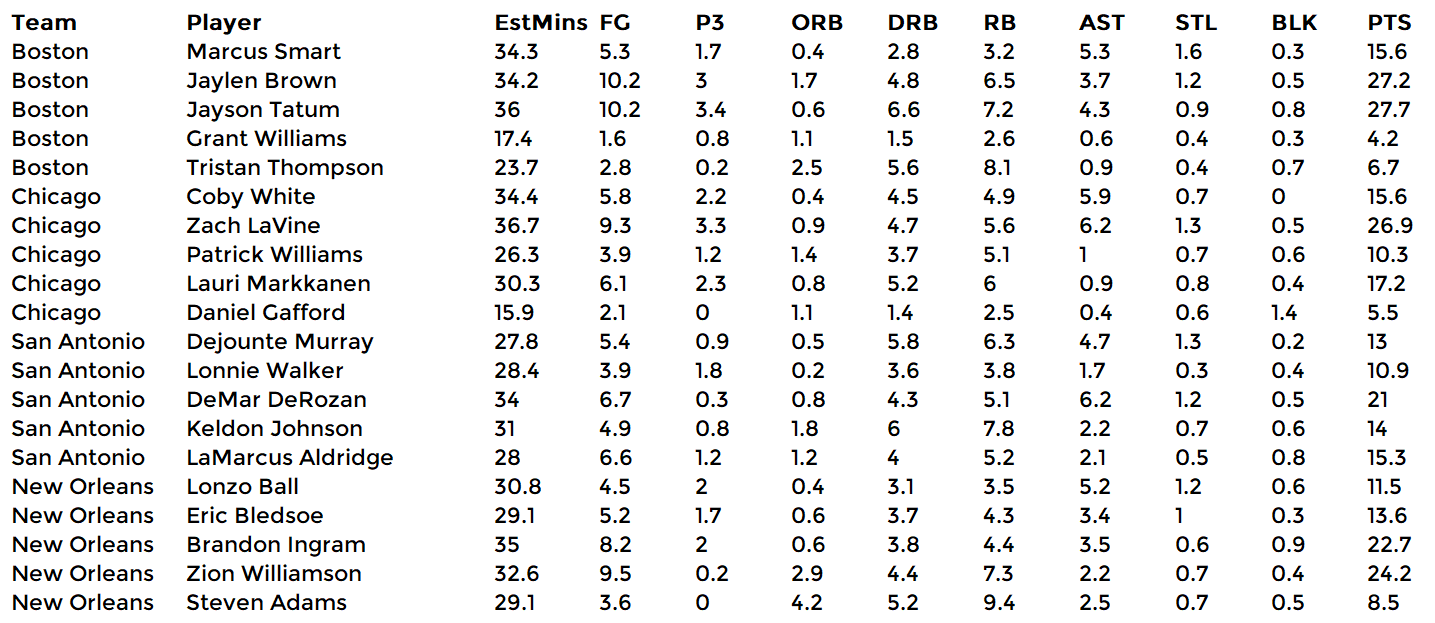 Team Player EstMins FG P3 ORB DRB RB AST STL BLK PTS
Boston Marcus Smart 34.3 5.3 1.7 0.4 2.8 3.2 5.3 1.6 0.3 15.6
Boston Jaylen Brown 34.2 10.2 3 1.7 4.8 6.5 3.7 1.2 0.5 27.2
Boston Jayson Tatum 36 10.2 3.4 0.6 6.6 7.2 4.3 0.9 0.8 27.7
Boston Grant Williams 17.4 1.6 0.8 1.1 1.5 2.6 0.6 0.4 0.3 4.2
Boston Tristan Thompson 23.7 2.8 0.2 2.5 5.6 8.1 0.9 0.4 0.7 6.7
Chicago Coby White 34.4 5.8 2.2 0.4 4.5 4.9 5.9 0.7 0 15.6
Chicago Zach LaVine 36.7 9.3 3.3 0.9 4.7 5.6 6.2 1.3 0.5 26.9
Chicago Patrick Williams 26.3 3.9 1.2 1.4 3.7 5.1 1 0.7 0.6 10.3
Chicago Lauri Markkanen 30.3 6.1 2.3 0.8 5.2 6 0.9 0.8 0.4 17.2
Chicago Daniel Gafford 15.9 2.1 0 1.1 1.4 2.5 0.4 0.6 1.4 5.5
San Antonio Dejounte Murray 27.8 5.4 0.9 0.5 5.8 6.3 4.7 1.3 0.2 13
San Antonio Lonnie Walker 28.4 3.9 1.8 0.2 3.6 3.8 1.7 0.3 0.4 10.9
San Antonio DeMar DeRozan 34 6.7 0.3 0.8 4.3 5.1 6.2 1.2 0.5 21
San Antonio Keldon Johnson 31 4.9 0.8 1.8 6 7.8 2.2 0.7 0.6 14
San Antonio LaMarcus Aldridge 28 6.6 1.2 1.2 4 5.2 2.1 0.5 0.8 15.3
New Orleans Lonzo Ball 30.8 4.5 2 0.4 3.1 3.5 5.2 1.2 0.6 11.5
New Orleans Eric Bledsoe 29.1 5.2 1.7 0.6 3.7 4.3 3.4 1 0.3 13.6
New Orleans Brandon Ingram 35 8.2 2 0.6 3.8 4.4 3.5 0.6 0.9 22.7
New Orleans Zion Williamson 32.6 9.5 0.2 2.9 4.4 7.3 2.2 0.7 0.4 24.2
New Orleans Steven Adams 29.1 3.6 0 4.2 5.2 9.4 2.5 0.7 0.5 8.5